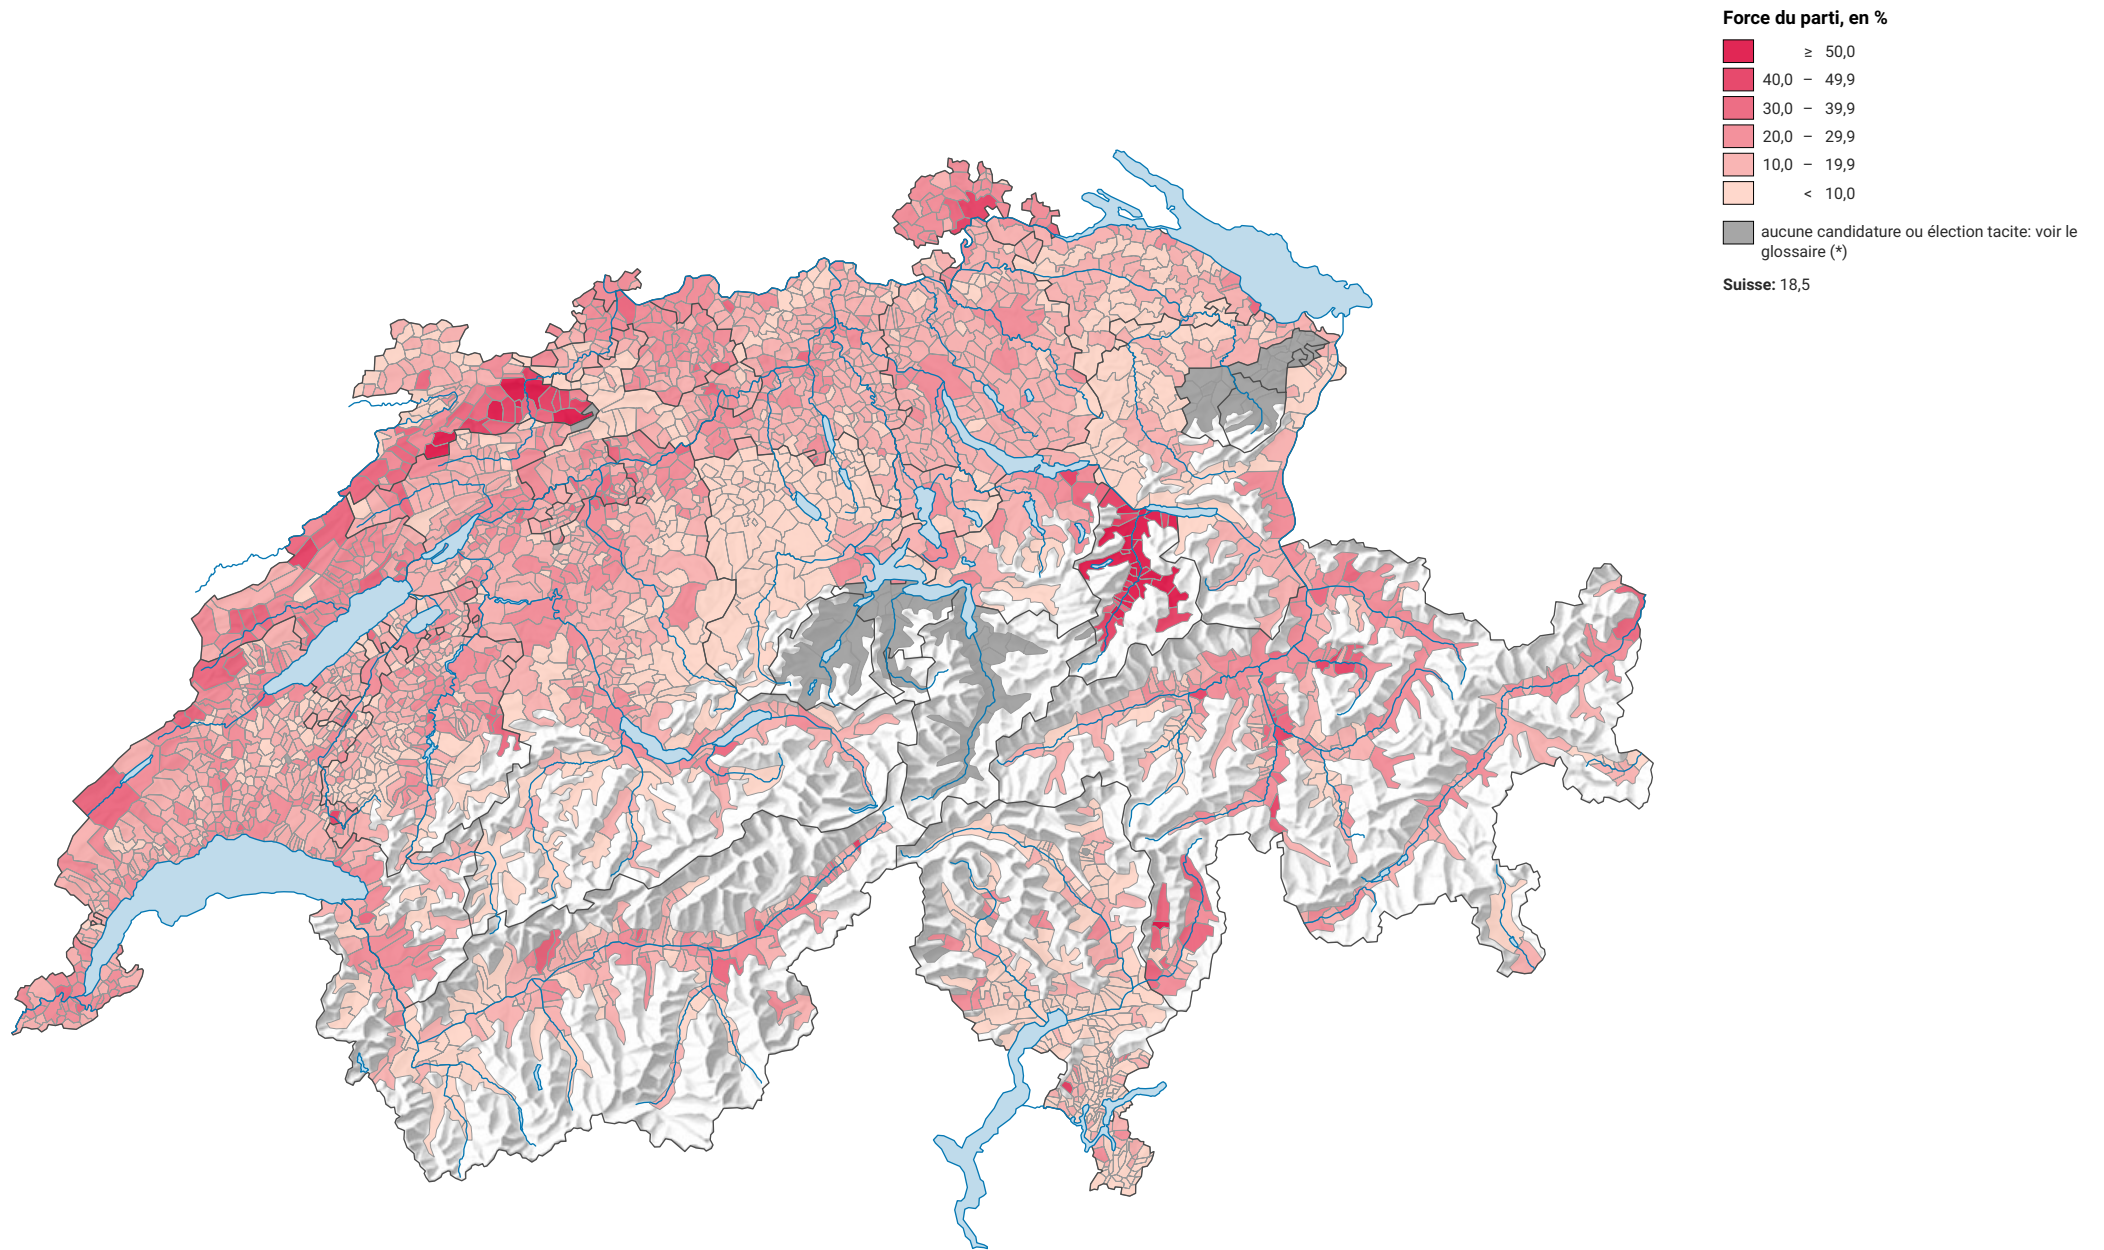 Force du parti, en %
≥ 50,0
40,0 – 49,9
30,0 – 39,9
20,0 – 29,9
10,0 – 19,9
< 10,0
aucune candidature ou élection tacite: voir le
glossaire (*)
Suisse: 18,5